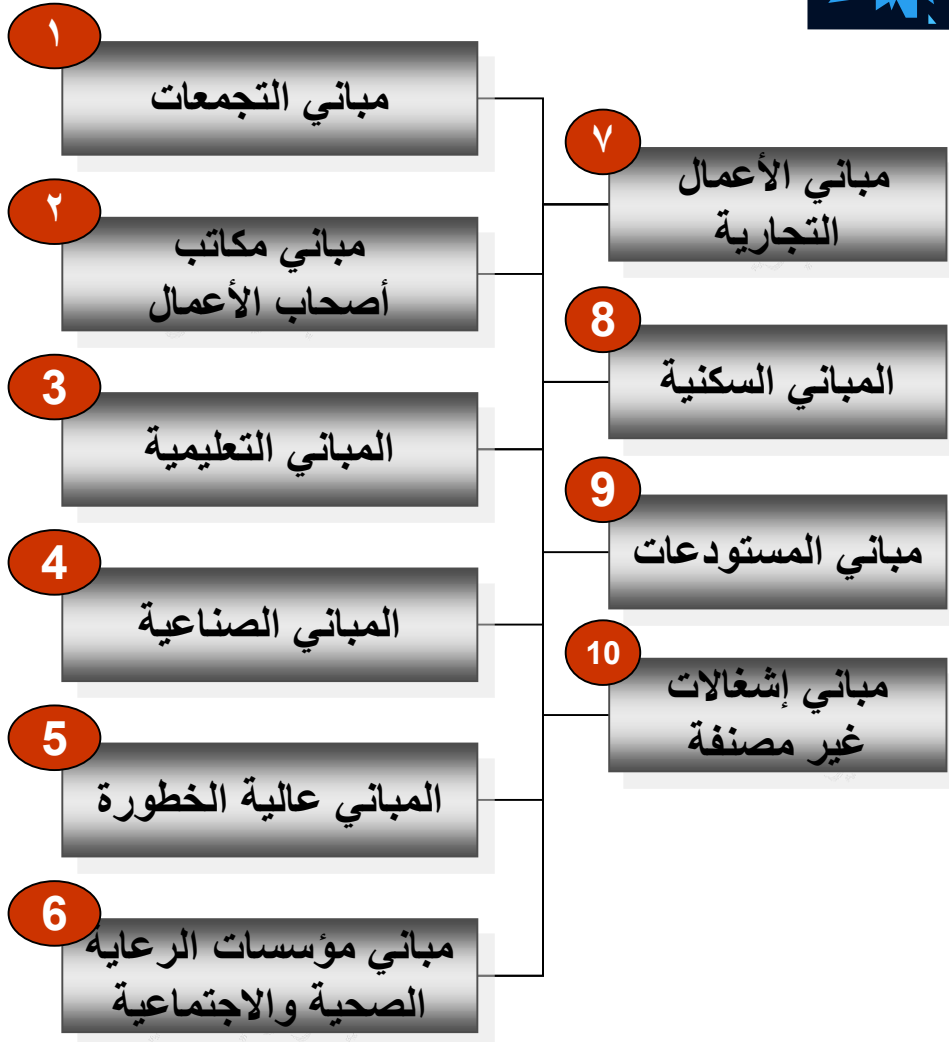 ١
مباني التجمعات
٢
مباني مكاتب
أصحاب الأعمال
3
المباني التعليمية
4
المباني الصناعية
5
المباني عالية الخطورة
6
مباني مؤسسات الرعاية
الصحية والاجتماعية
٧
مباني الأعمال
التجارية
8
المباني السكنية
9
مباني المستودعات
10
مباني إشغالات
غير مصنفة